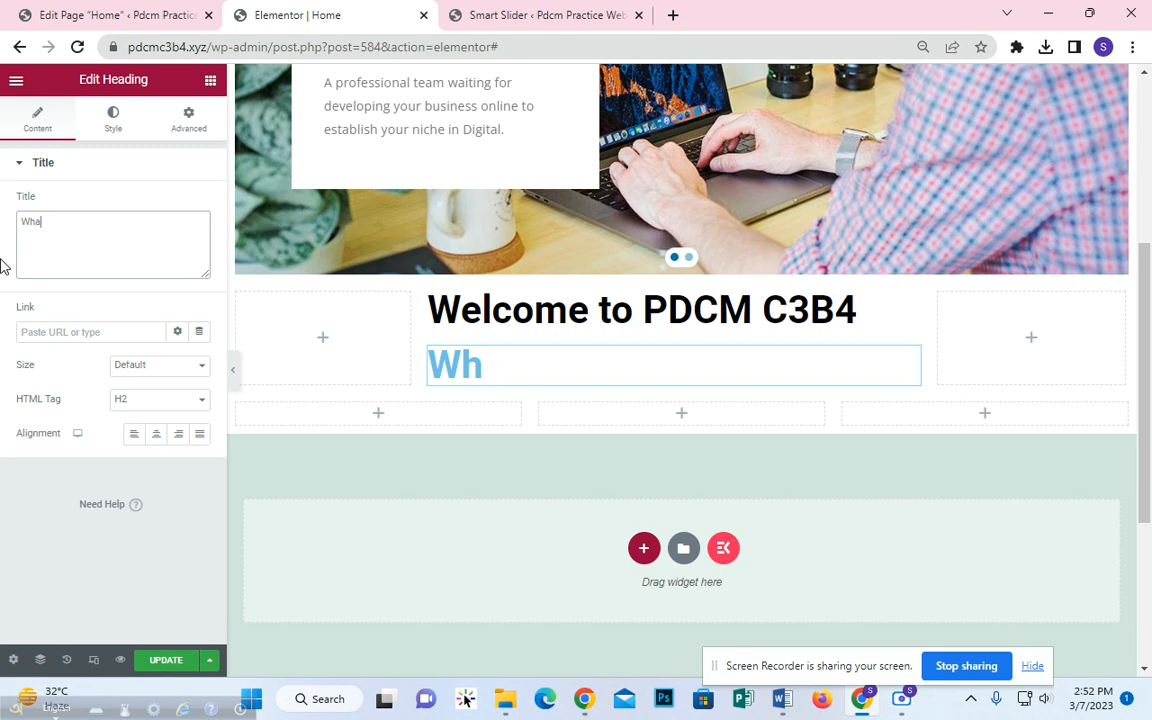 Edit Page "Home" ‹ Pdcm Practice
Elementor | Home
Smart Slider ‹ Pdcm Practice Web
pdcmc3b4.xyz/wp-admin/post.php?post=584&action=elementor#
S
Edit Heading
Content
Style
Advanced
Title
Title
Wha
Link
Paste URL or type
Size
Default
HTML Tag
H2
Alignment
Need Help
UPDATE
A professional team waiting for
developing your business online to
establish your niche in Digital.
Welcome to PDCM C3B4
Wh
Drag widget here
Screen Recorder is sharing your screen.
Stop sharing
Hide
32°C
Haze
English
Search
2:52 PM
3/7/2023